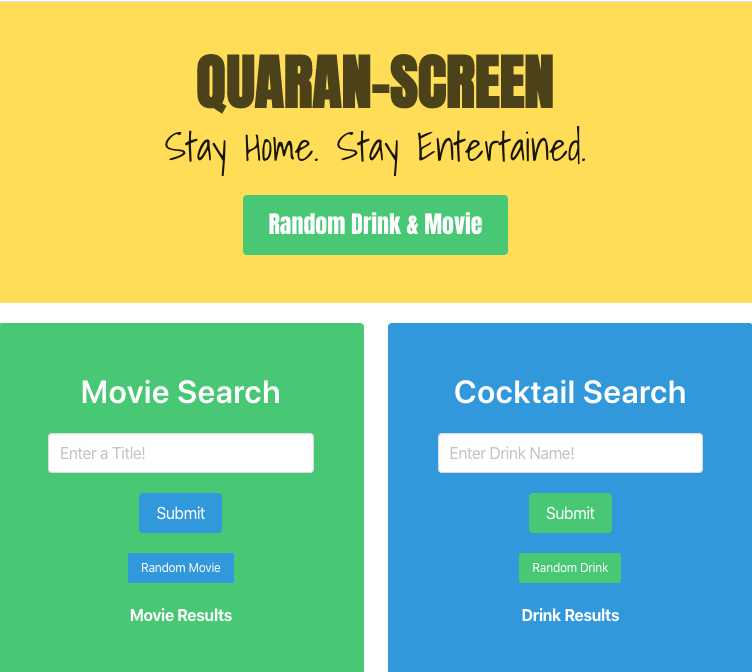 QUARAN-SCREEN
Stay Home. Stay Entertained.
Random Drink & Movie
Movie Search
Enter a Title!
Submit
Random Movie
Movie Results
Cocktail Search
Enter Drink Name!
Submit
Random Drink
Drink Results